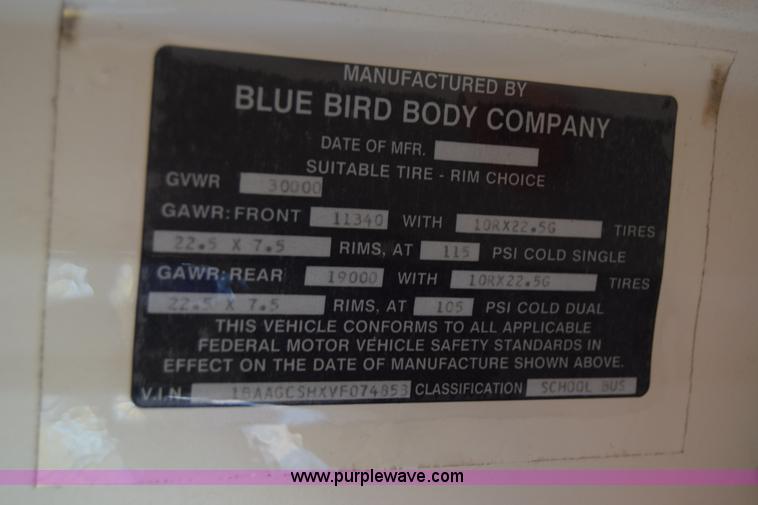 MANUFACTURED BY
BLUE BIRD BODY COMPANY
DATE OF MFR.
SUITABLE TIRE - RIM CHOICE
GVWR 30000
GAWR: FRONT 11340 WITH 10RX22.5G TIRES
22.5 X 7.5 RIMS, AT 115 PSI COLD SINGLE
GAWR: REAR 19000 WITH 10RX22.5G TIRES
22.5 X 7.5 RIMS, AT 105 PSI COLD DUAL
THIS VEHICLE CONFORMS TO ALL APPLICABLE
FEDERAL MOTOR VEHICLE SAFETY STANDARDS IN
EFFECT ON THE DATE OF MANUFACTURE SHOWN ABOVE.
V.I.N. 1BAAGCSHXVF074853 CLASSIFICATION SCHOOL BUS
www.purplewave.com